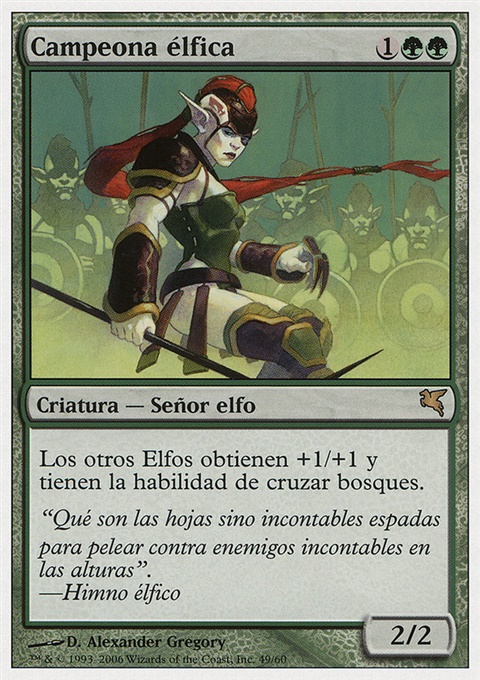 Campeona élfica 1
Criatura — Señor elfo
Los otros Elfos obtienen +1/+1 y
tienen la habilidad de cruzar bosques.
“Qué son las hojas sino incontables espadas
para pelear contra enemigos incontables en
las alturas”.
—Himno élfico
D. Alexander Gregory
™ & © 1993–2006 Wizards of the Coast, Inc. 49/60
2/2